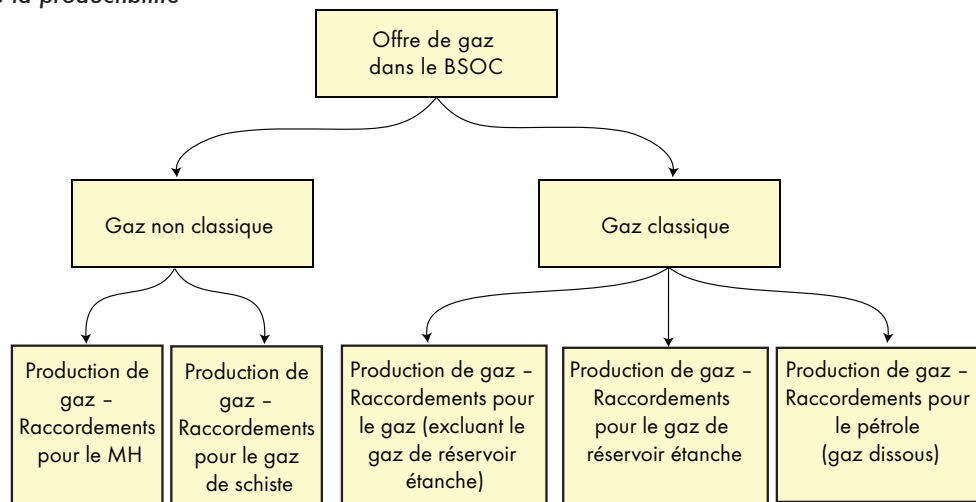 la productibilité
Offre de gaz
dans le BSOC
Gaz non classique
Gaz classique
Production de
gaz –
Raccordements
pour le MH
Production de
gaz –
Raccordements
pour le gaz
de schiste
Production de gaz –
Raccordements pour
le gaz (excluant le
gaz de réservoir
étanche)
Production de gaz –
Raccordements
pour le gaz de
réservoir étanche
Production de gaz –
Raccordements pour
le pétrole
(gaz dissous)